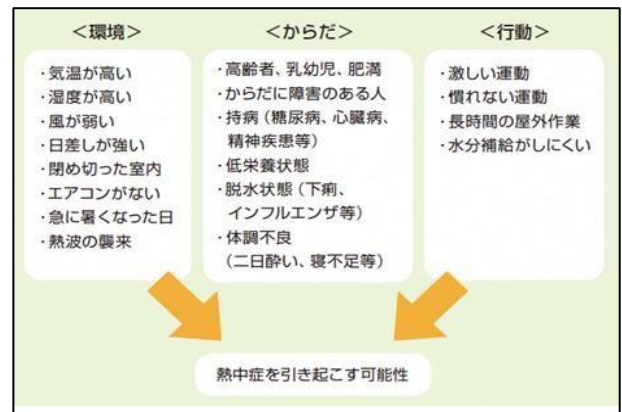 ＜環境＞
・気温が高い
・湿度が高い
・風が弱い
・日差しが強い
・閉め切った室内
・エアコンがない
・急に暑くなった日
・熱波の襲来
＜からだ＞
・高齢者、乳幼児、肥満
・からだに障害のある人
・持病（糖尿病、心臓病、
精神疾患等）
・低栄養状態
・脱水状態（下痢、
インフルエンザ等）
・体調不良
（二日酔い、寝不足等）
＜行動＞
・激しい運動
・慣れない運動
・長時間の屋外作業
・水分補給がしにくい
熱中症を引き起こす可能性